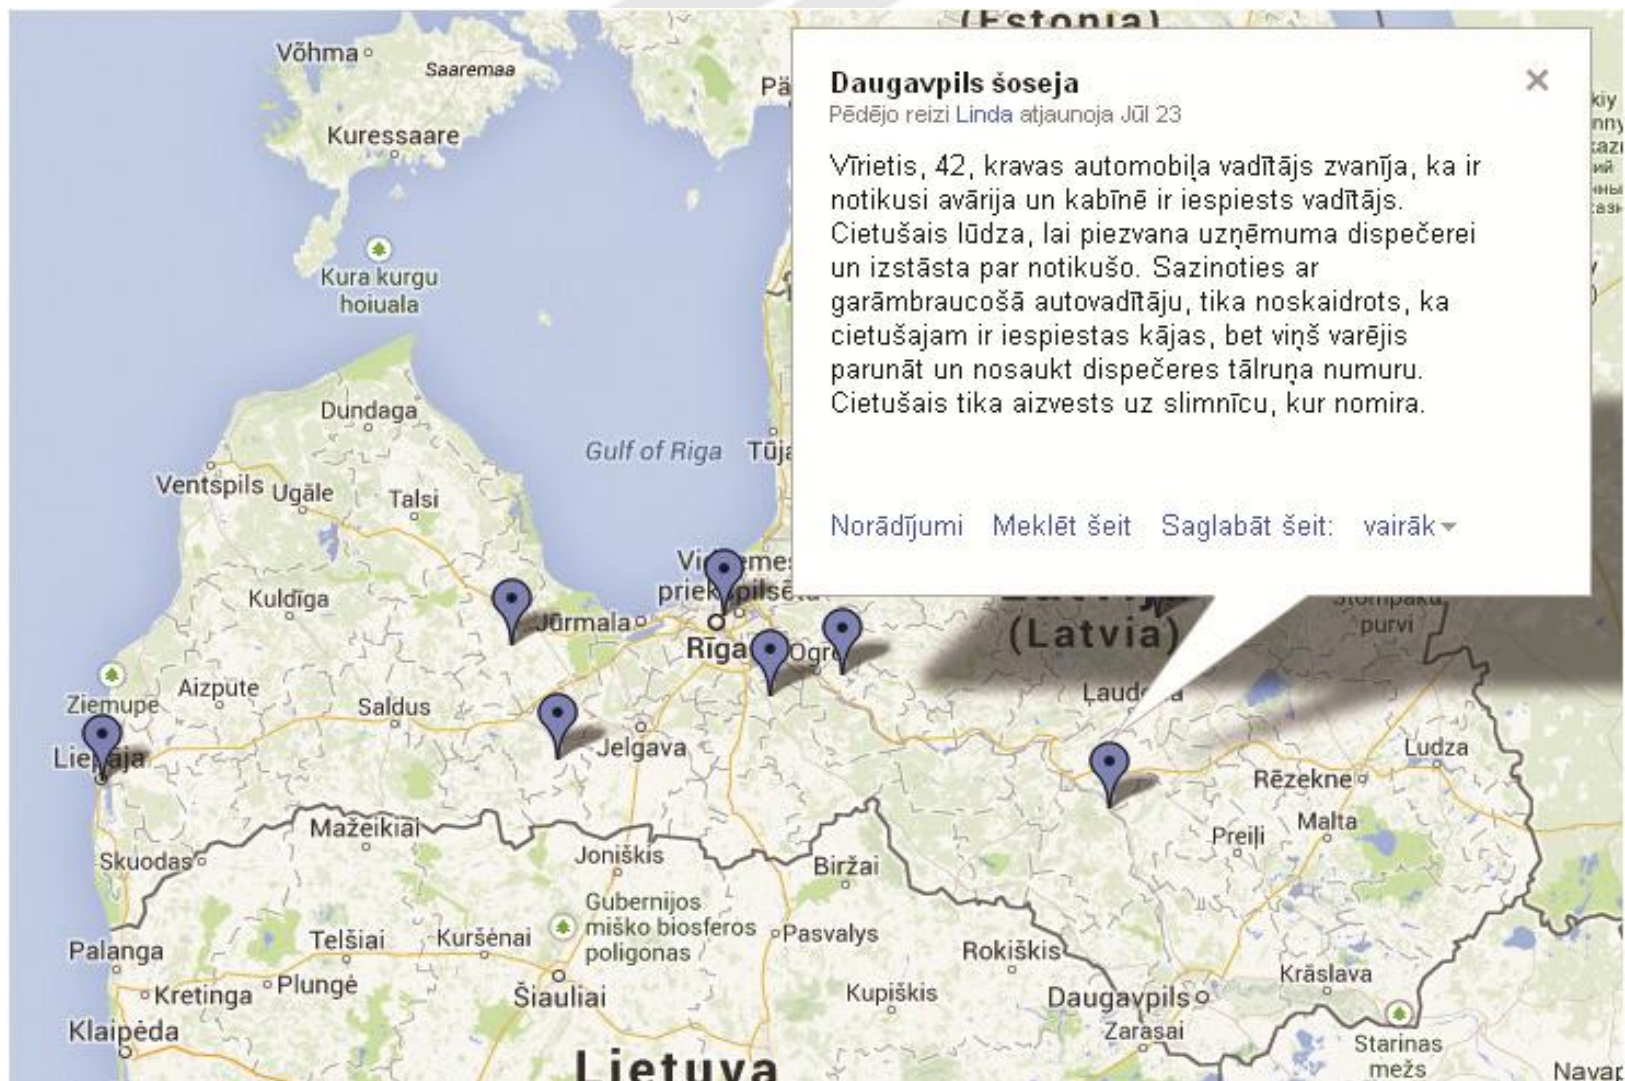 (Estonia)
Võhma
Saaremaa
Kuressaare
Kura kurgu
hoiuala
Daugavpils šoseja
Pēdējo reizi Linda atjaunoja Jūl 23
Vīrietis, 42, kravas automobiļa vadītājs zvanīja, ka ir
notikusi avārija un kabīnē ir iespiests vadītājs.
Cietušais lūdza, lai piezvana uzņēmuma dispečerei
un izstāsta par notikušo. Sazinoties ar
garāmbraucošā autovadītāju, tika noskaidrots, ka
cietušajam ir iespiestas kājas, bet viņš varējis
parunāt un nosaukt dispečeres tālruņa numuru.
Cietušais tika aizvests uz slimnīcu, kur nomira.
Norādījumi Meklēt šeit Saglabāt šeit: vairāk
Dundaga
Gulf of Riga
Ventspils Ugāle Talsi
Kuldīga
Jūrmala
Rīga
(Latvia)
purvi
Aizpute
Ziemupe
Saldus
Jelgava
Ludza
Rēzekne
Mažeikiai
Malta
Preiļi
Skuodas
Joniškis
Biržai
Gubernijos
miško biosferos
poligonas
Palanga
Telšiai
Kuršėnai
Pasvalys
Rokiškis
Krāslava
Kretinga
Plungė
Šiauliai
Kupiškis
Daugavpils
Klaipėda
Zarasai
Starinas
mežs
Lietuva